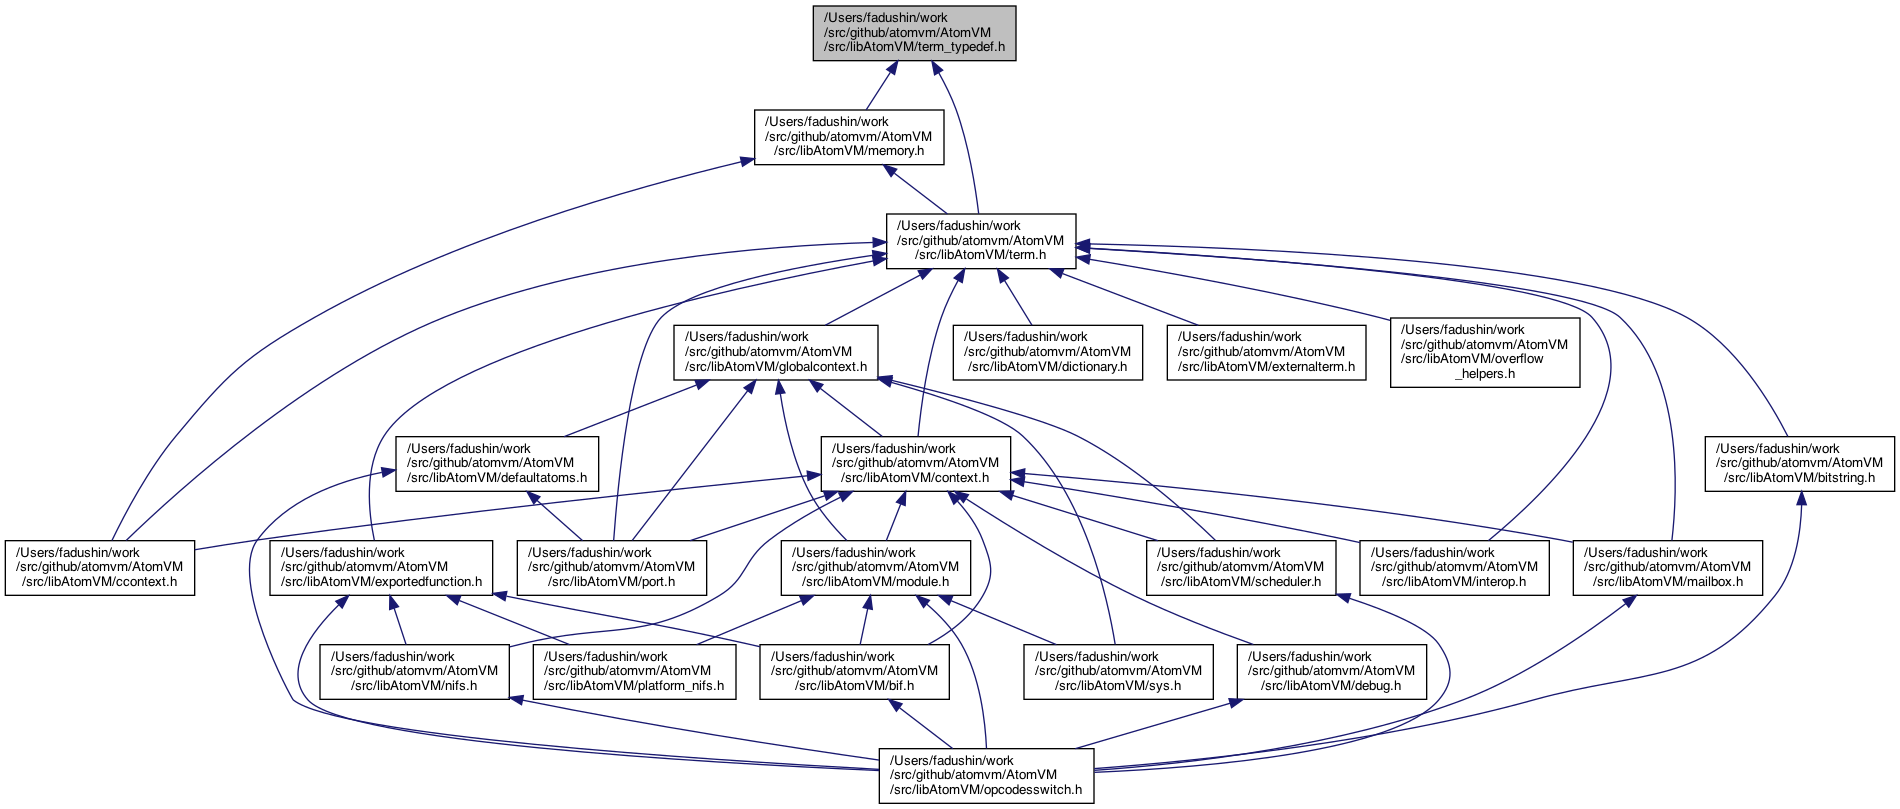 /Users/fadushin/work
/src/github/atomvm/AtomVM
/src/libAtomVM/term_typedef.h
/Users/fadushin/work
/src/github/atomvm/AtomVM
/src/libAtomVM/memory.h
/Users/fadushin/work
/src/github/atomvm/AtomVM
/src/libAtomVM/term.h
/Users/fadushin/work
/src/github/atomvm/AtomVM
/src/libAtomVM/globalcontext.h
/Users/fadushin/work
/src/github/atomvm/AtomVM
/src/libAtomVM/dictionary.h
/Users/fadushin/work
/src/github/atomvm/AtomVM
/src/libAtomVM/externalterm.h
/Users/fadushin/work
/src/github/atomvm/AtomVM
/src/libAtomVM/overflow
_helpers.h
/Users/fadushin/work
/src/github/atomvm/AtomVM
/src/libAtomVM/defaultatoms.h
/Users/fadushin/work
/src/github/atomvm/AtomVM
/src/libAtomVM/context.h
/Users/fadushin/work
/src/github/atomvm/AtomVM
/src/libAtomVM/bitstring.h
/Users/fadushin/work
/src/github/atomvm/AtomVM
/src/libAtomVM/ccontext.h
/Users/fadushin/work
/src/github/atomvm/AtomVM
/src/libAtomVM/exportedfunction.h
/Users/fadushin/work
/src/github/atomvm/AtomVM
/src/libAtomVM/port.h
/Users/fadushin/work
/src/github/atomvm/AtomVM
/src/libAtomVM/module.h
/Users/fadushin/work
/src/github/atomvm/AtomVM
/src/libAtomVM/scheduler.h
/Users/fadushin/work
/src/github/atomvm/AtomVM
/src/libAtomVM/interop.h
/Users/fadushin/work
/src/github/atomvm/AtomVM
/src/libAtomVM/mailbox.h
/Users/fadushin/work
/src/github/atomvm/AtomVM
/src/libAtomVM/nifs.h
/Users/fadushin/work
/src/github/atomvm/AtomVM
/src/libAtomVM/platform_nifs.h
/Users/fadushin/work
/src/github/atomvm/AtomVM
/src/libAtomVM/bif.h
/Users/fadushin/work
/src/github/atomvm/AtomVM
/src/libAtomVM/sys.h
/Users/fadushin/work
/src/github/atomvm/AtomVM
/src/libAtomVM/debug.h
/Users/fadushin/work
/src/github/atomvm/AtomVM
/src/libAtomVM/opcodesswitch.h